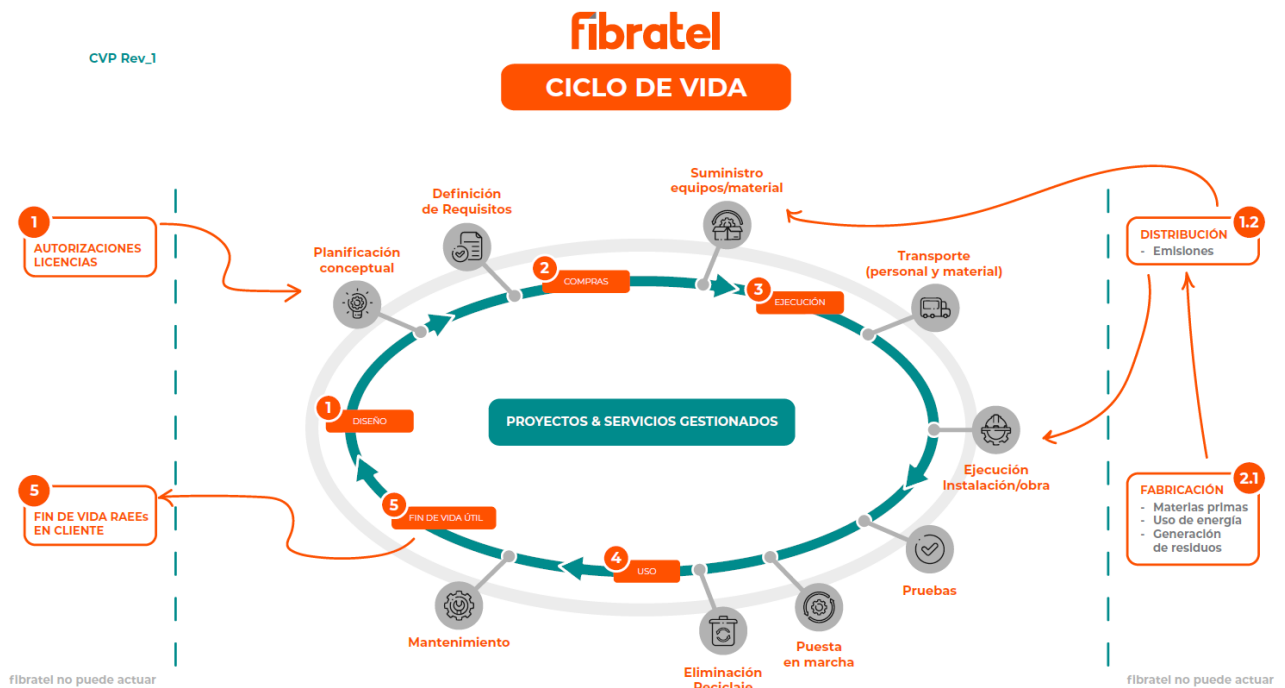 fibratel
CVP Rev_1
CICLO DE VIDA
Suministro
equipos/material
Definición
de Requisitos
1
AUTORIZACIONES
LICENCIAS
1.2
DISTRIBUCIÓN
- Emisiones
Planificación
conceptual
Transporte
(personal y material)
2
COMPRAS
3
EJECUCIÓN
1
DISEÑO
PROYECTOS & SERVICIOS GESTIONADOS
Ejecución
Instalación/obra
5
FIN DE VIDA RAEEs
EN CLIENTE
5
FIN DE VIDA ÚTIL
2.1
FABRICACIÓN
- Materias primas
- Uso de energía
- Generación
de residuos
4
USO
Pruebas
Mantenimiento
Puesta
en marcha
Eliminación
Reciclaje
fibratel no puede actuar
fibratel no puede actuar